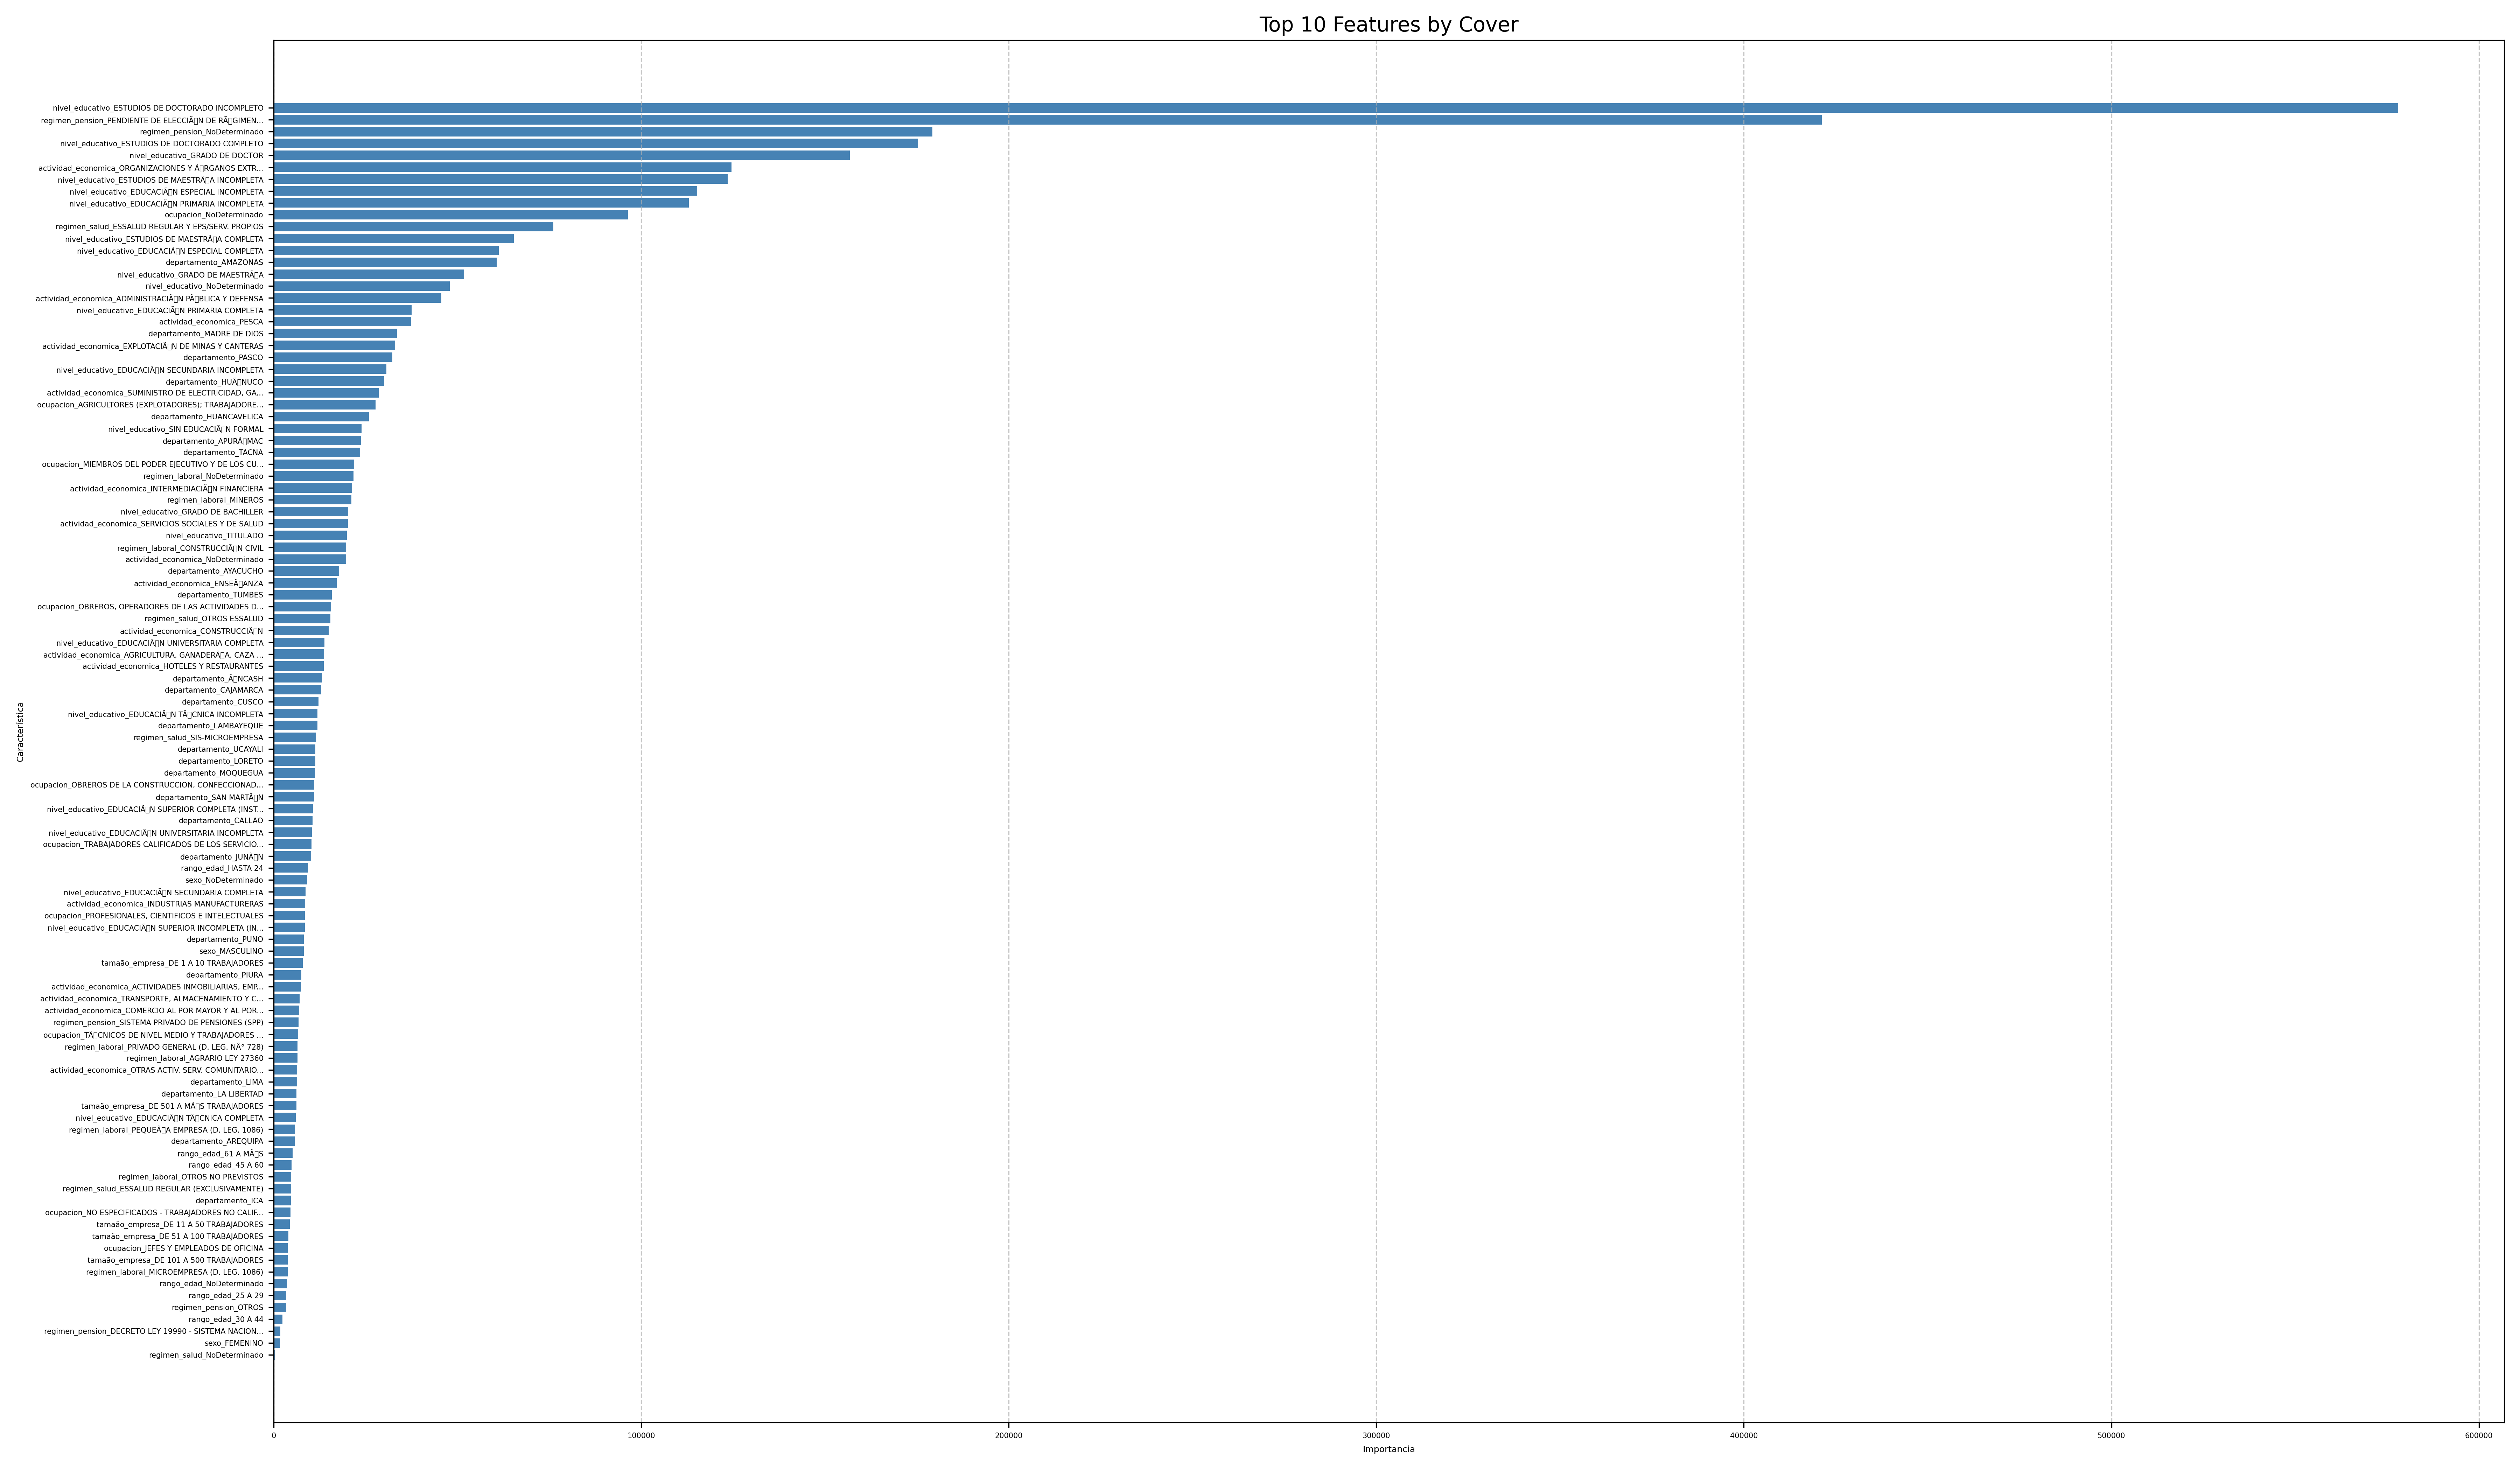 Top 10 Features by Cover
nivel_educativo_ESTUDIOS DE DOCTORADO INCOMPLETO
regimen_pension_PENDIENTE DE ELECCIÃ▯N DE RÃ▯GIMEN...
regimen_pension_NoDeterminado
nivel_educativo_ESTUDIOS DE DOCTORADO COMPLETO
nivel_educativo_GRADO DE DOCTOR
actividad_economica_ORGANIZACIONES Y Ã▯RGANOS EXTR...
nivel_educativo_ESTUDIOS DE MAESTRÃ▯A INCOMPLETA
nivel_educativo_EDUCACIÃ▯N ESPECIAL INCOMPLETA
nivel_educativo_EDUCACIÃ▯N PRIMARIA INCOMPLETA
ocupacion_NoDeterminado
regimen_salud_ESSALUD REGULAR Y EPS/SERV. PROPIOS
nivel_educativo_ESTUDIOS DE MAESTRÃ▯A COMPLETA
nivel_educativo_EDUCACIÃ▯N ESPECIAL COMPLETA
departamento_AMAZONAS
nivel_educativo_GRADO DE MAESTRÃ▯A
nivel_educativo_NoDeterminado
actividad_economica_ADMINISTRACIÃ▯N PÃ▯BLICA Y DEFENSA
nivel_educativo_EDUCACIÃ▯N PRIMARIA COMPLETA
actividad_economica_PESCA
departamento_MADRE DE DIOS
actividad_economica_EXPLOTACIÃ▯N DE MINAS Y CANTERAS
departamento_PASCO
nivel_educativo_EDUCACIÃ▯N SECUNDARIA INCOMPLETA
departamento_HUÃ▯NUCO
actividad_economica_SUMINISTRO DE ELECTRICIDAD, GA...
ocupacion_AGRICULTORES (EXPLOTADORES); TRABAJADORE...
departamento_HUANCAVELICA
nivel_educativo_SIN EDUCACIÃ▯N FORMAL
departamento_APURÃ▯MAC
departamento_TACNA
ocupacion_MIEMBROS DEL PODER EJECUTIVO Y DE LOS CU...
regimen_laboral_NoDeterminado
actividad_economica_INTERMEDIACIÃ▯N FINANCIERA
regimen_laboral_MINEROS
nivel_educativo_GRADO DE BACHILLER
actividad_economica_SERVICIOS SOCIALES Y DE SALUD
nivel_educativo_TITULADO
regimen_laboral_CONSTRUCCIÃ▯N CIVIL
actividad_economica_NoDeterminado
departamento_AYACUCHO
actividad_economica_ENSEÃ▯ANZA
departamento_TUMBES
ocupacion_OBREROS, OPERADORES DE LAS ACTIVIDADES D...
regimen_salud_OTROS ESSALUD
actividad_economica_CONSTRUCCIÃ▯N
nivel_educativo_EDUCACIÃ▯N UNIVERSITARIA COMPLETA
actividad_economica_AGRICULTURA, GANADERÃ▯A, CAZA ...
actividad_economica_HOTELES Y RESTAURANTES
departamento_Ã▯NCASH
departamento_CAJAMARCA
departamento_CUSCO
nivel_educativo_EDUCACIÃ▯N TÃ▯CNICA INCOMPLETA
departamento_LAMBAYEQUE
regimen_salud_SIS-MICROEMPRESA
departamento_UCAYALI
departamento_LORETO
departamento_MOQUEGUA
ocupacion_OBREROS DE LA CONSTRUCCION, CONFECCIONAD...
departamento_SAN MARTÃ▯N
nivel_educativo_EDUCACIÃ▯N SUPERIOR COMPLETA (INST...
departamento_CALLAO
nivel_educativo_EDUCACIÃ▯N UNIVERSITARIA INCOMPLETA
ocupacion_TRABAJADORES CALIFICADOS DE LOS SERVICIO...
departamento_JUNÃ▯N
rango_edad_HASTA 24
sexo_NoDeterminado
nivel_educativo_EDUCACIÃ▯N SECUNDARIA COMPLETA
actividad_economica_INDUSTRIAS MANUFACTURERAS
ocupacion_PROFESIONALES, CIENTIFICOS E INTELECTUALES
nivel_educativo_EDUCACIÃ▯N SUPERIOR INCOMPLETA (IN...
departamento_PUNO
sexo_MASCULINO
tamaão_empresa_DE 1 A 10 TRABAJADORES
departamento_PIURA
actividad_economica_ACTIVIDADES INMOBILIARIAS, EMP...
actividad_economica_TRANSPORTE, ALMACENAMIENTO Y C...
actividad_economica_COMERCIO AL POR MAYOR Y AL POR...
regimen_pension_SISTEMA PRIVADO DE PENSIONES (SPP)
ocupacion_TÃ▯CNICOS DE NIVEL MEDIO Y TRABAJADORES ...
regimen_laboral_PRIVADO GENERAL (D. LEG. NÂ° 728)
regimen_laboral_AGRARIO LEY 27360
actividad_economica_OTRAS ACTIV. SERV. COMUNITARIO...
departamento_LIMA
departamento_LA LIBERTAD
tamaão_empresa_DE 501 A MÃ▯S TRABAJADORES
nivel_educativo_EDUCACIÃ▯N TÃ▯CNICA COMPLETA
regimen_laboral_PEQUEÃ▯A EMPRESA (D. LEG. 1086)
departamento_AREQUIPA
rango_edad_61 A MÃ▯S
rango_edad_45 A 60
regimen_laboral_OTROS NO PREVISTOS
regimen_salud_ESSALUD REGULAR (EXCLUSIVAMENTE)
departamento_ICA
ocupacion_NO ESPECIFICADOS - TRABAJADORES NO CALIF...
tamaão_empresa_DE 11 A 50 TRABAJADORES
tamaão_empresa_DE 51 A 100 TRABAJADORES
ocupacion_JEFES Y EMPLEADOS DE OFICINA
tamaão_empresa_DE 101 A 500 TRABAJADORES
regimen_laboral_MICROEMPRESA (D. LEG. 1086)
rango_edad_NoDeterminado
rango_edad_25 A 29
regimen_pension_OTROS
rango_edad_30 A 44
regimen_pension_DECRETO LEY 19990 - SISTEMA NACION...
sexo_FEMENINO
regimen_salud_NoDeterminado
Característica
0 100000 200000 300000 400000 500000 600000
Importancia